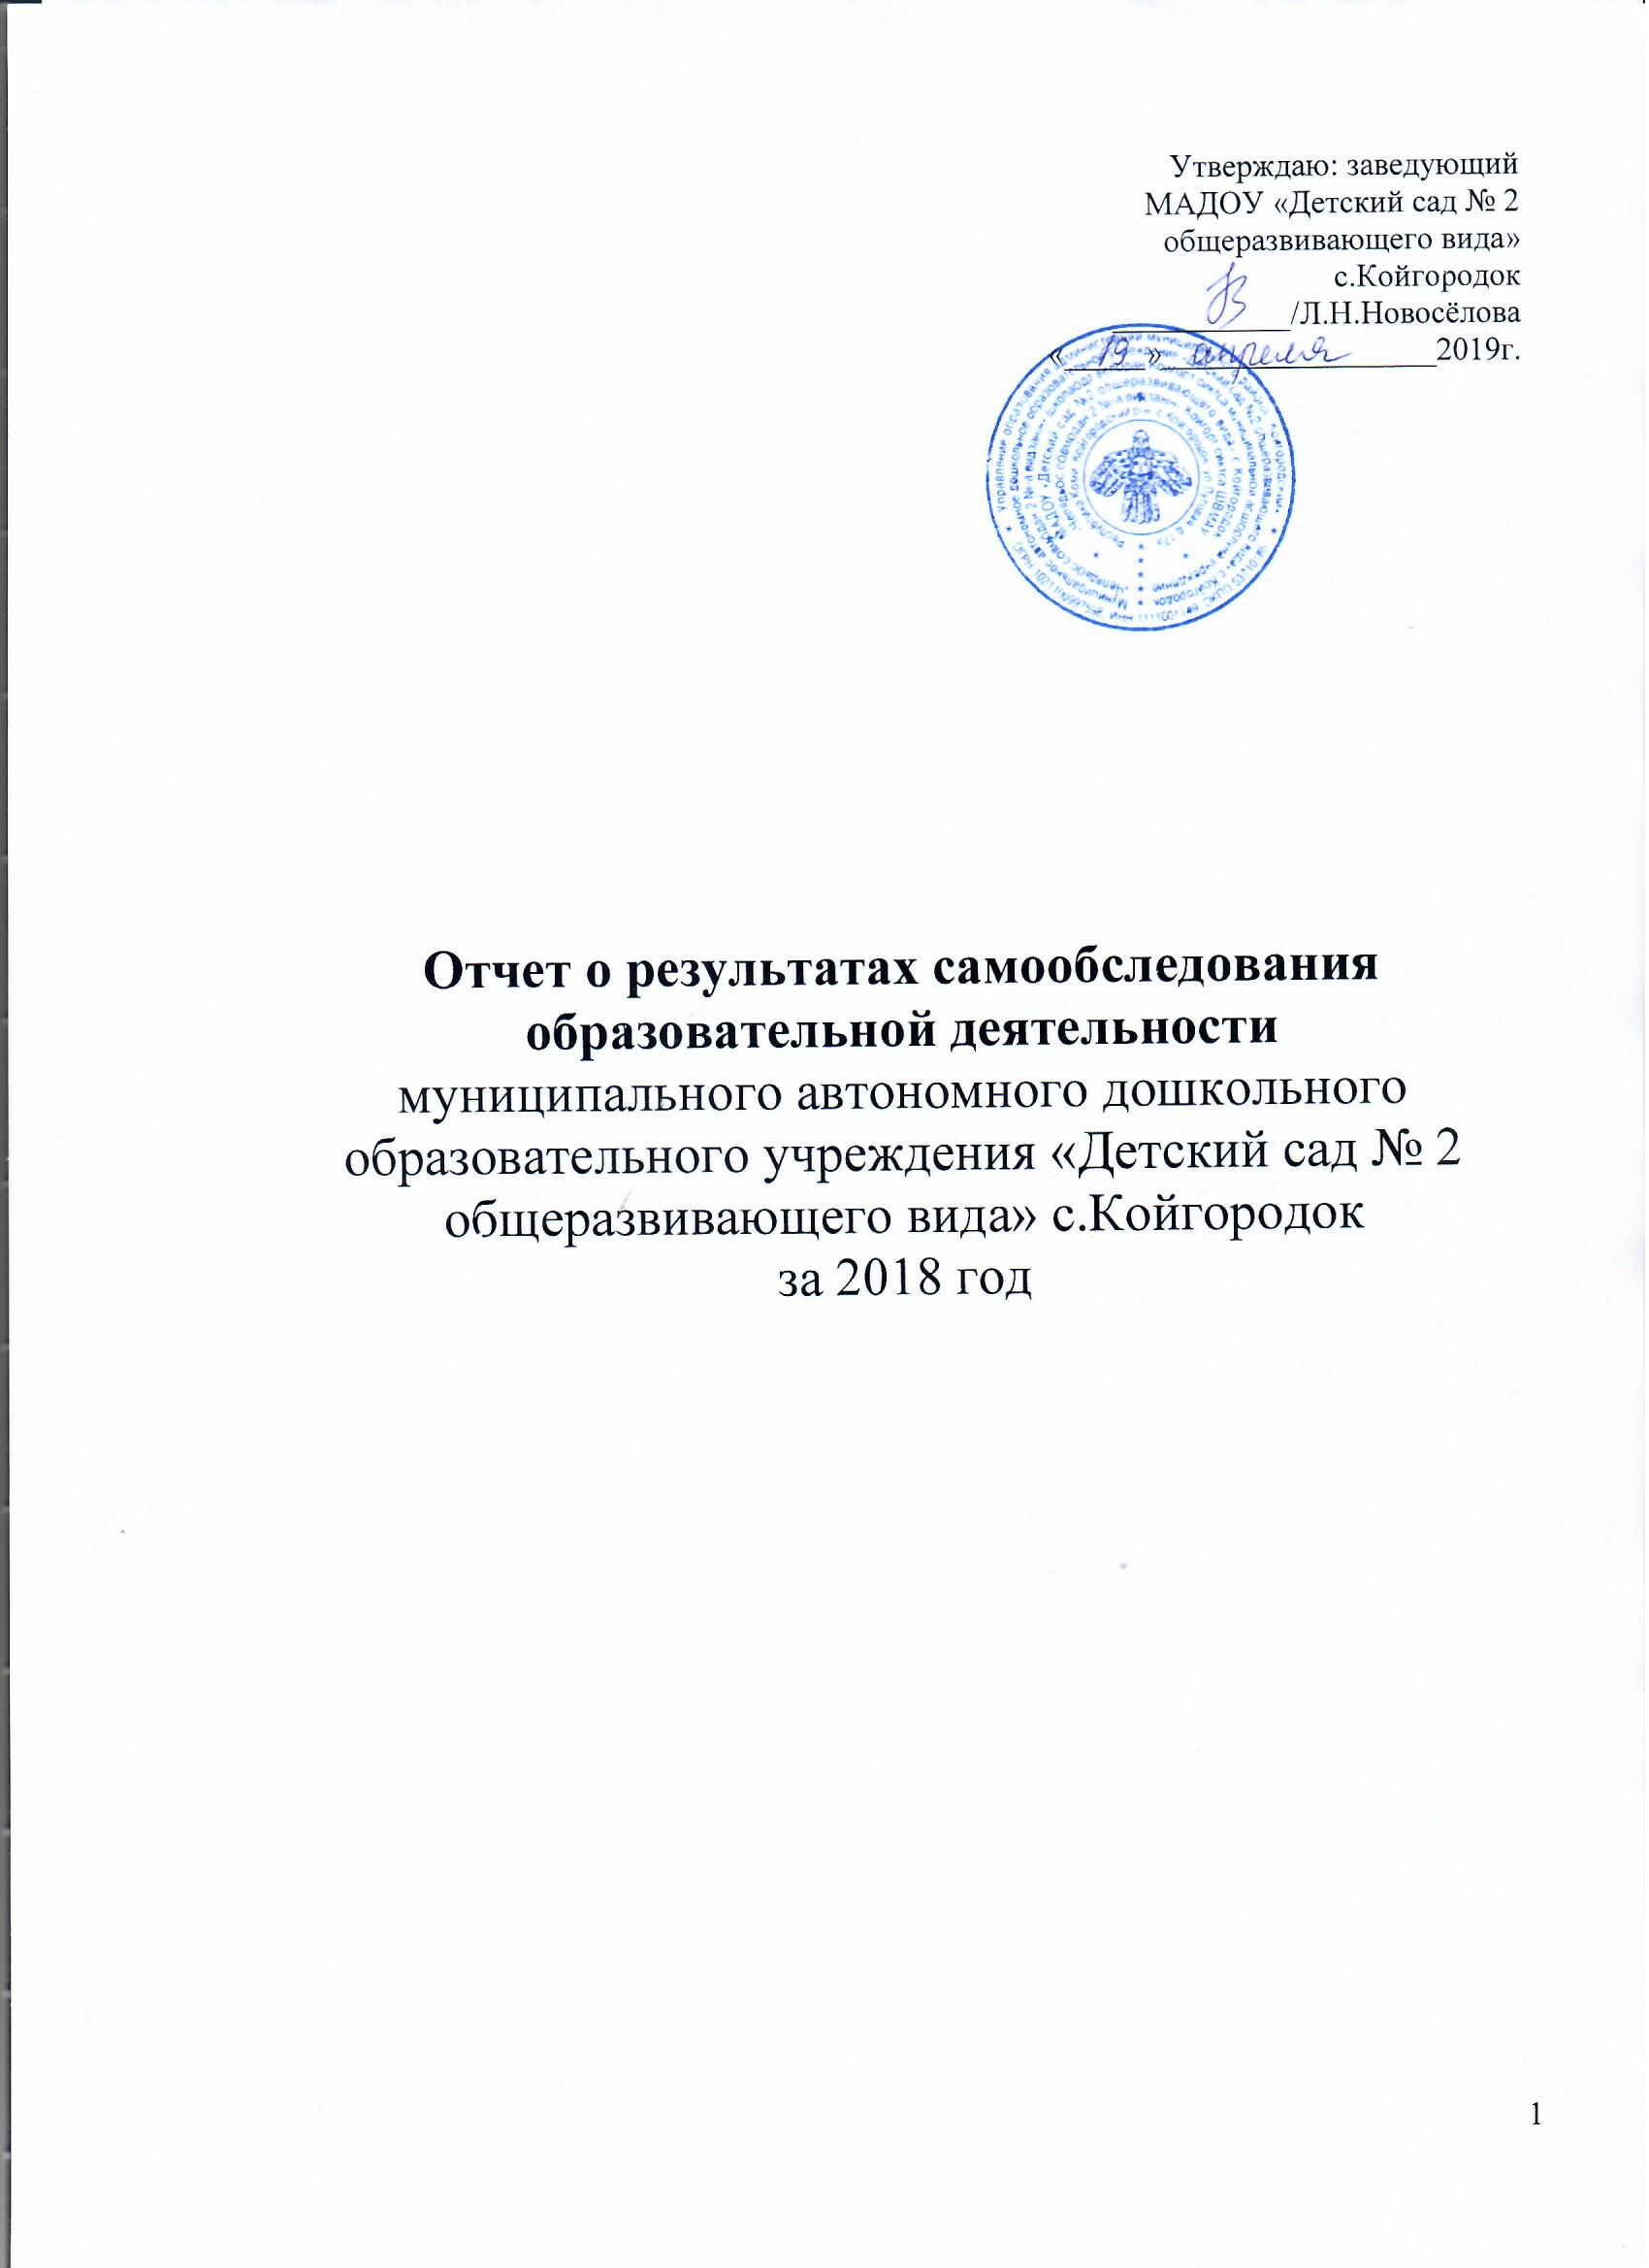 Утверждаю: заведующий
МАДОУ «Детский сад № 2
общеразвивающего вида»
с.Койгородок
/Л.Н.Новосёлова
« 19 » апреля 2019г.
Отчет о результатах самообследования
образовательной деятельности
муниципального автономного дошкольного
образовательного учреждения «Детский сад № 2
общеразвивающего вида» с.Койгородок
за 2018 год
1